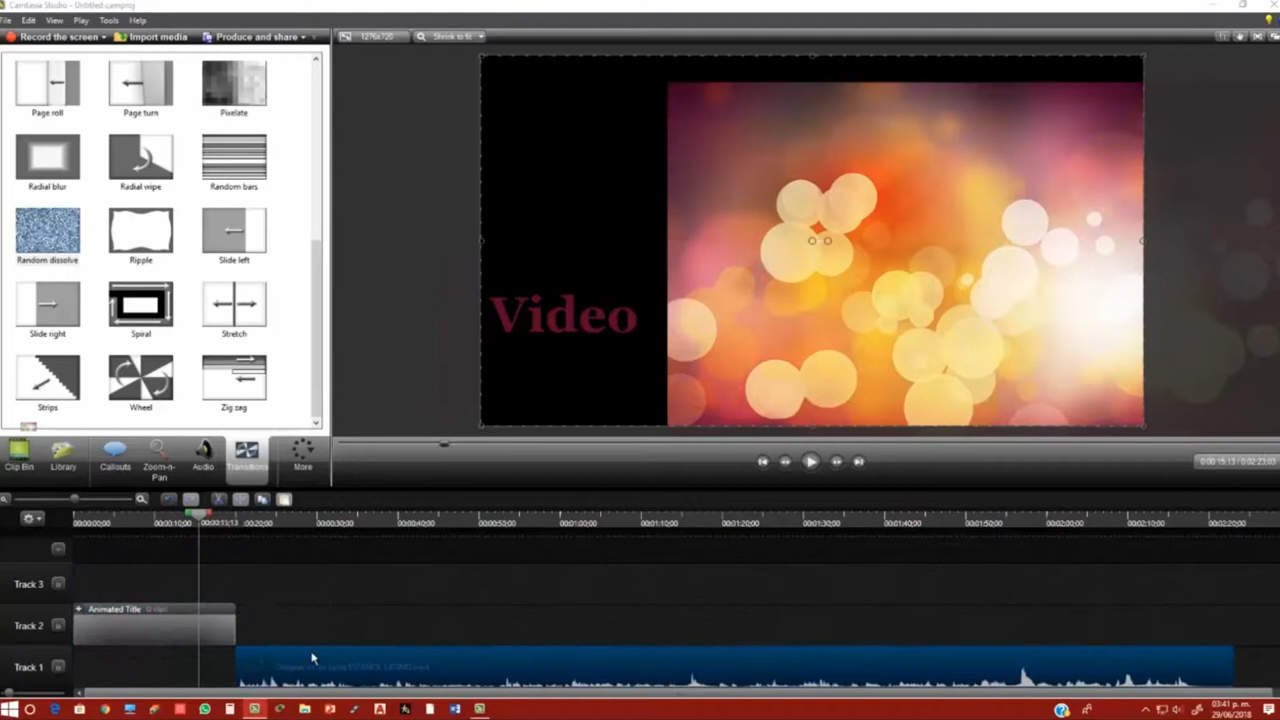 Camtasia Studio - Untitled.camproj
File Edit View Play Tools Help
Record the screen Import media Produce and share
1276x720 Shrink to fit
Page roll Page turn Pixelate
Radial blur Radial wipe Random bars
Random dissolve Ripple Slide left
Slide right Spiral Stretch
Strips Wheel Zig zag
Video
Clip Bin Library Callouts Zoom-n-Pan Audio Transitions More
0:00:15;13 / 0:02:23;03
00:00:00;00 00:00:10;00 00:00:15;13 :00:20;00 00:00:30;00 00:00:40;00 00:00:50;00 00:01:00;00 00:01:10;00 00:01:20;00 00:01:30;00 00:01:40;00 00:01:50;00 00:02:00;00 00:02:10;00 00:02:20;00
Track 3
Animated Title
Track 2
Track 1
03:41 p. m.
29/06/2018